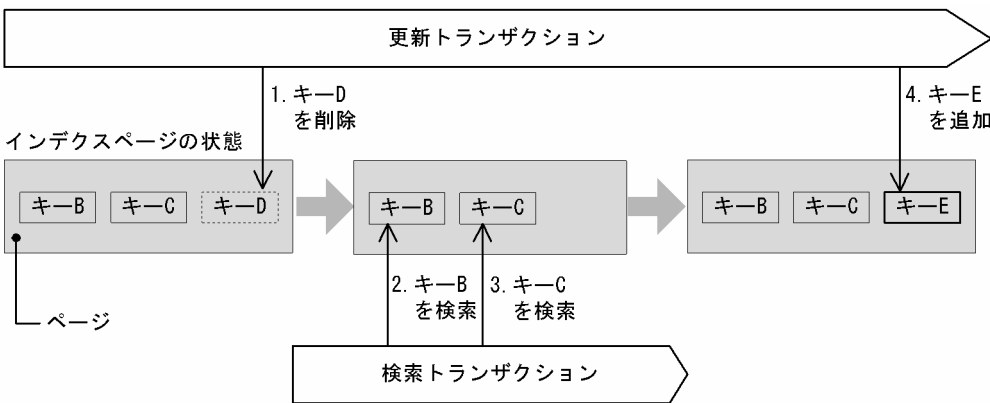 更新トランザクション
1. キーD
を削除
4. キーE
を追加
インデクスページの状態
キーB キーC キーD
キーB キーC
キーB キーC キーE
2. キーB
を検索
3. キーC
を検索
ページ
検索トランザクション